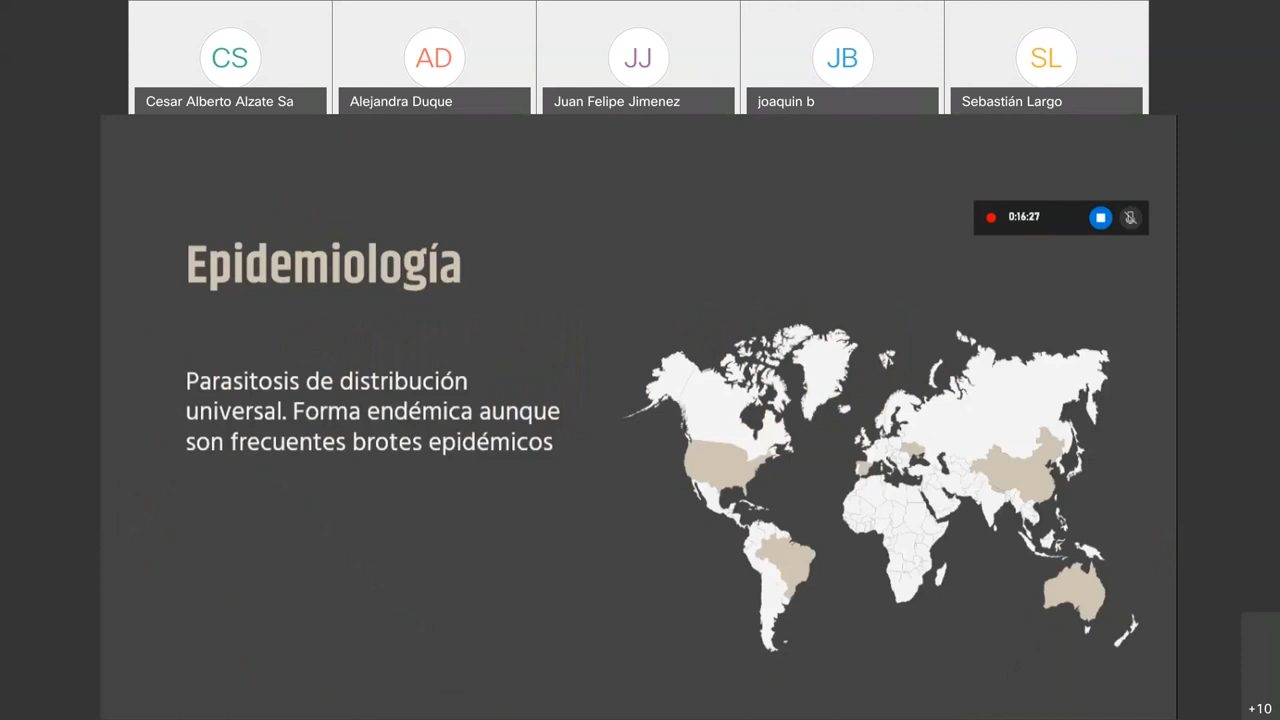 CS
AD
JJ
JB
SL
Cesar Alberto Alzate Sa
Alejandra Duque
Juan Felipe Jimenez
joaquin b
Sebastián Largo
0:16:27
Epidemiología
Parasitosis de distribución
universal. Forma endémica aunque
son frecuentes brotes epidémicos
+10